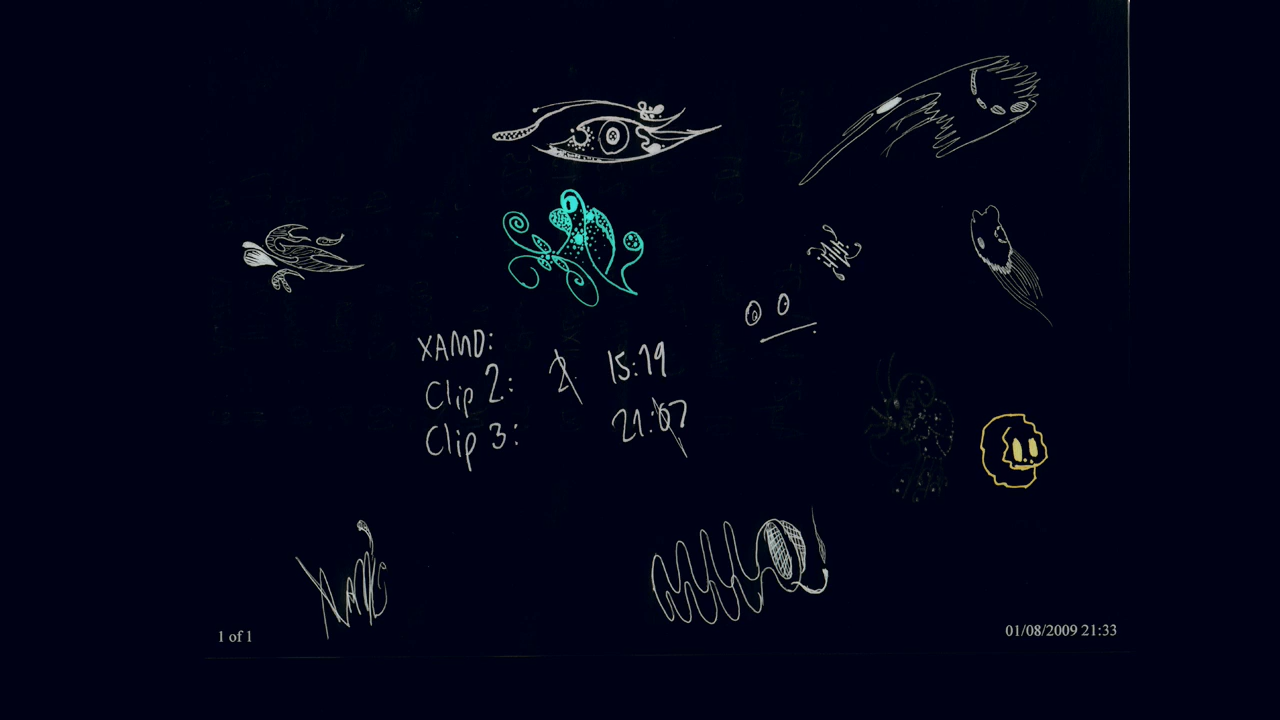 XAMD:
Clip 2: 15:19
Clip 3: 21:07
1 of 1
01/08/2009 21:33